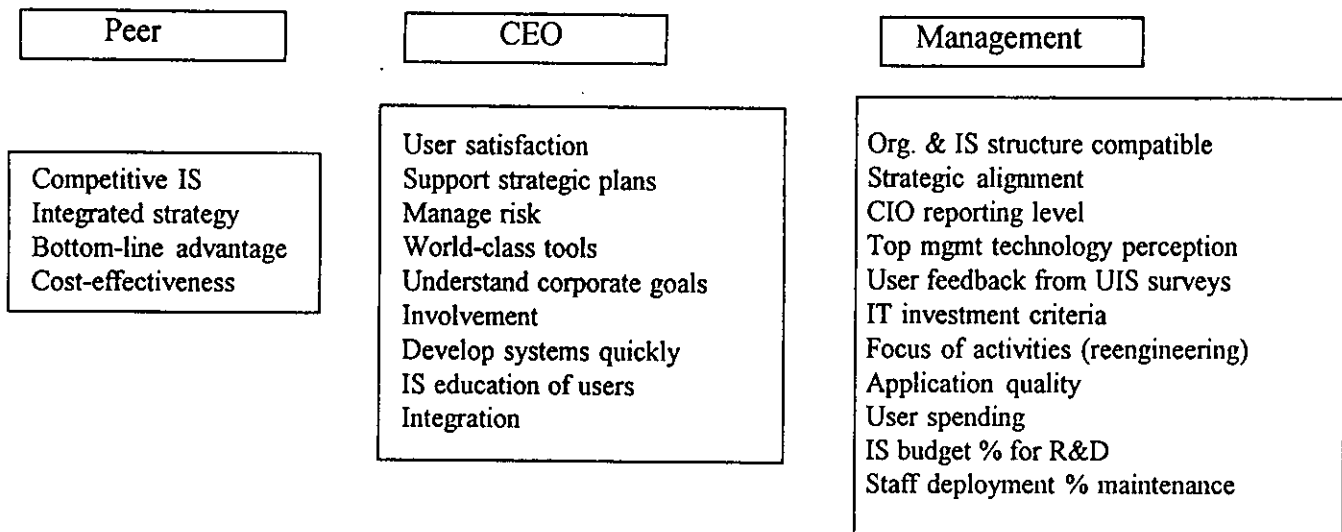 Peer
CEO
Management
Competitive IS
Integrated strategy
Bottom-line advantage
Cost-effectiveness
User satisfaction
Support strategic plans
Manage risk
World-class tools
Understand corporate goals
Involvement
Develop systems quickly
IS education of users
Integration
Org. & IS structure compatible
Strategic alignment
CIO reporting level
Top mgmt technology perception
User feedback from UIS surveys
IT investment criteria
Focus of activities (reengineering)
Application quality
User spending
IS budget % for R&D
Staff deployment % maintenance